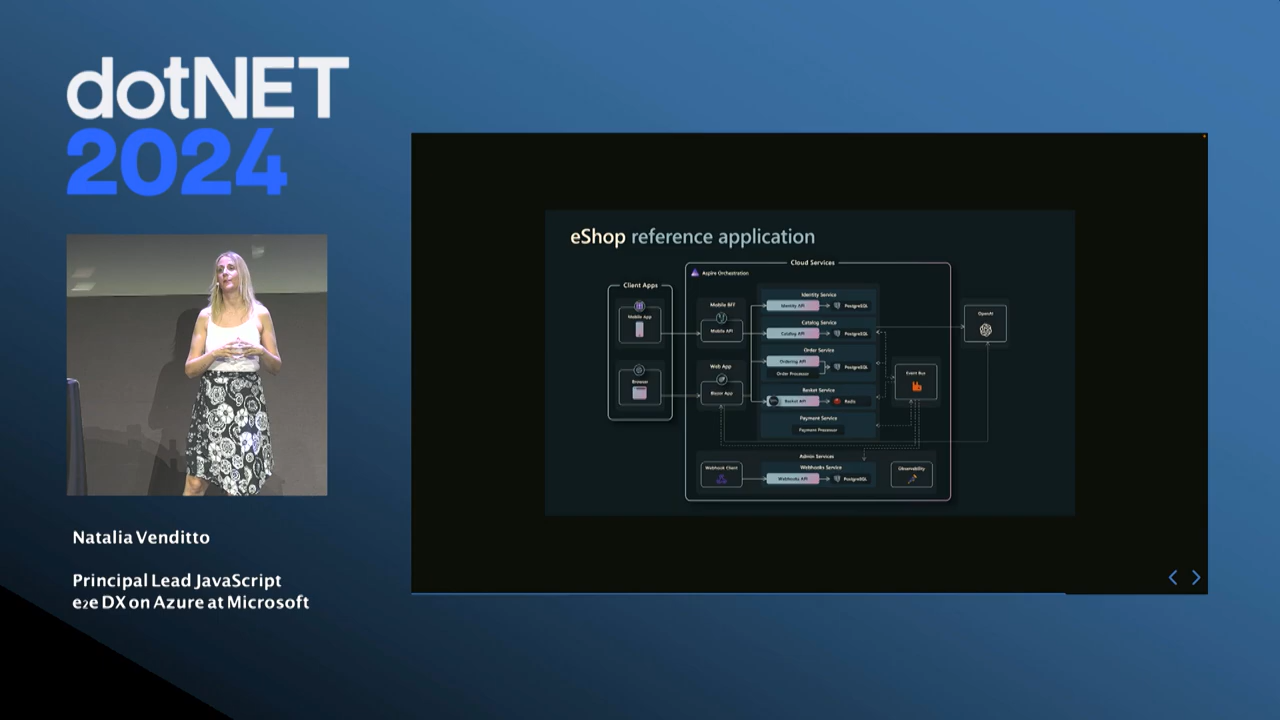 dotNET
2024
Natalia Venditto
Principal Lead JavaScript
e2e DX on Azure at Microsoft
eShop reference application
Cloud Services
Aspire Orchestration
Client Apps
Mobile App
Browser
Mobile BFF
Mobile API
Web App
Blazor App
Identity Service
Identity API
PostgreSQL
Catalog Service
Catalog API
PostgreSQL
Order Service
Ordering API
Order Processor
PostgreSQL
Basket Service
Basket API
Redis
Payment Service
Payment Processor
Event Bus
OpenAI
Admin Services
Webhook Client
Webhooks Service
Webhooks API
PostgreSQL
Observability